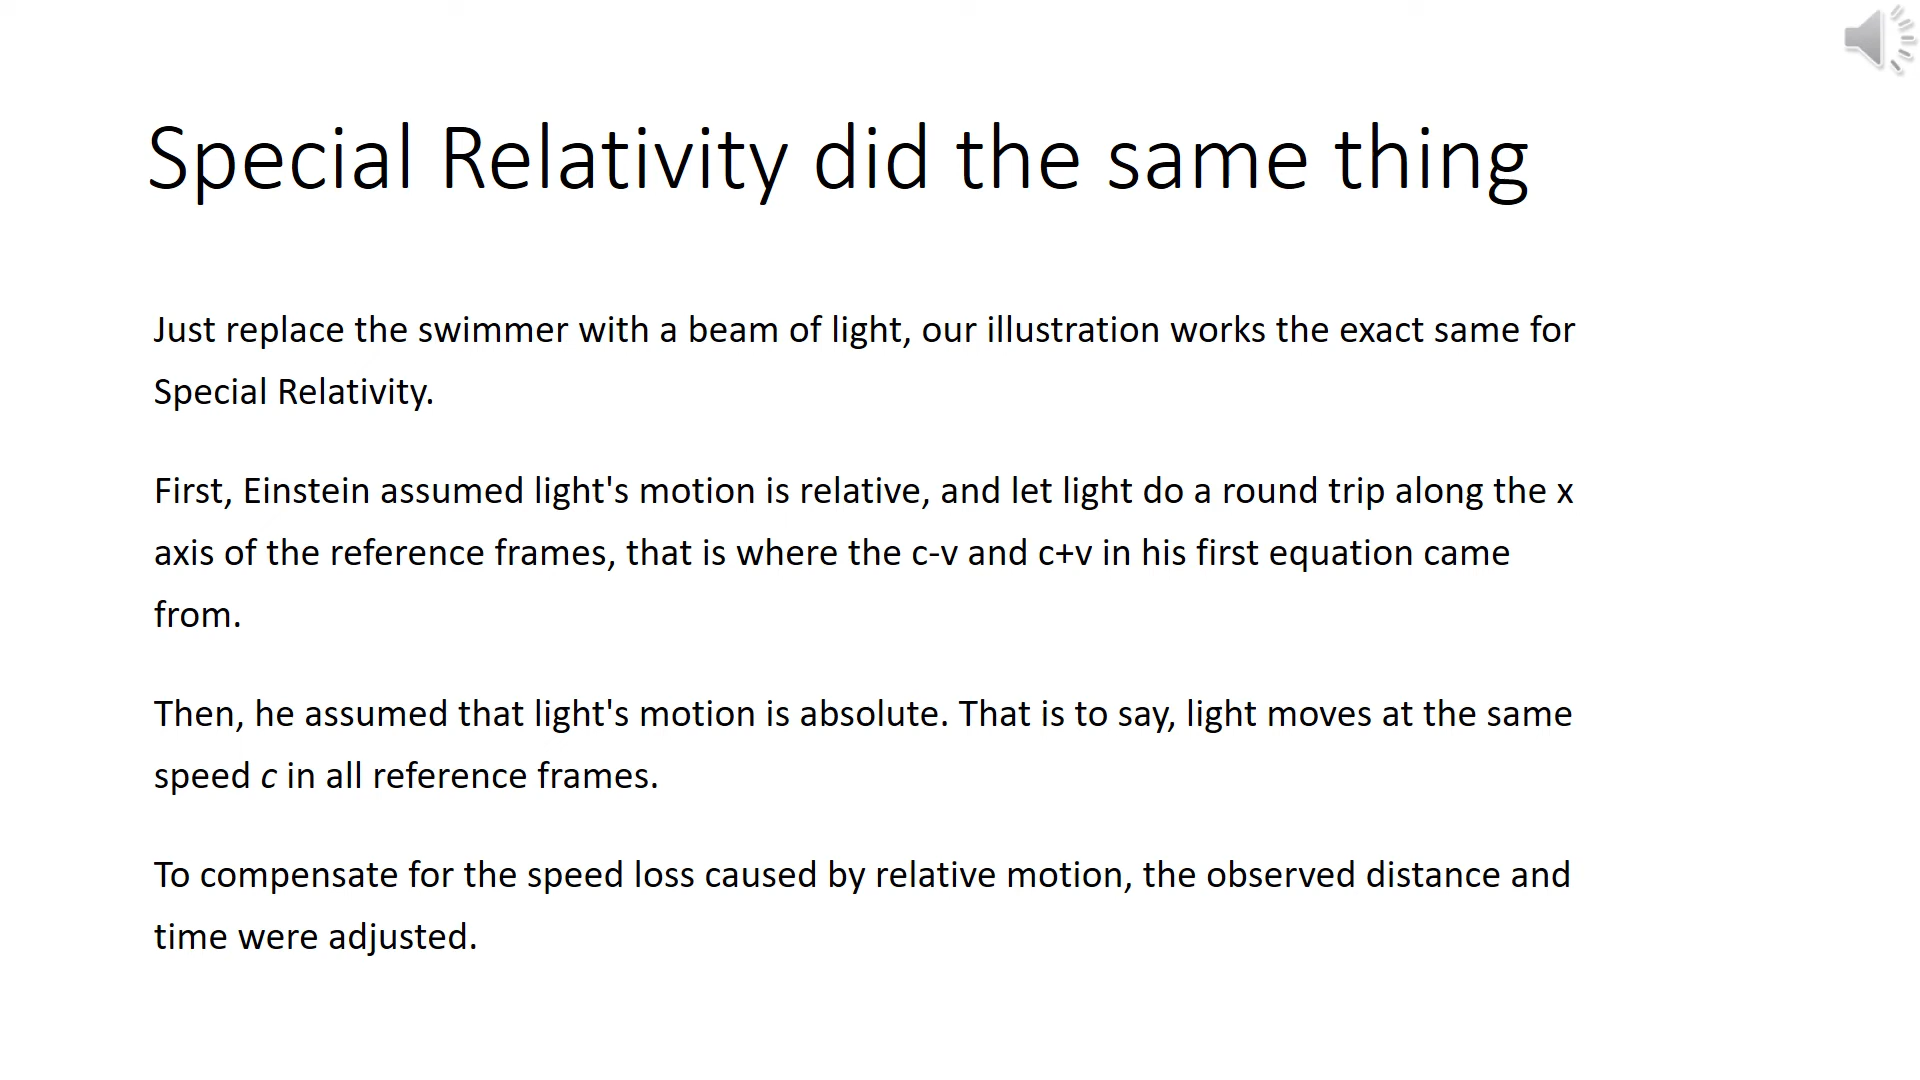 Special Relativity did the same thing
Just replace the swimmer with a beam of light, our illustration works the exact same for
Special Relativity.
First, Einstein assumed light's motion is relative, and let light do a round trip along the x
axis of the reference frames, that is where the c-v and c+v in his first equation came
from.
Then, he assumed that light's motion is absolute. That is to say, light moves at the same
speed c in all reference frames.
To compensate for the speed loss caused by relative motion, the observed distance and
time were adjusted.